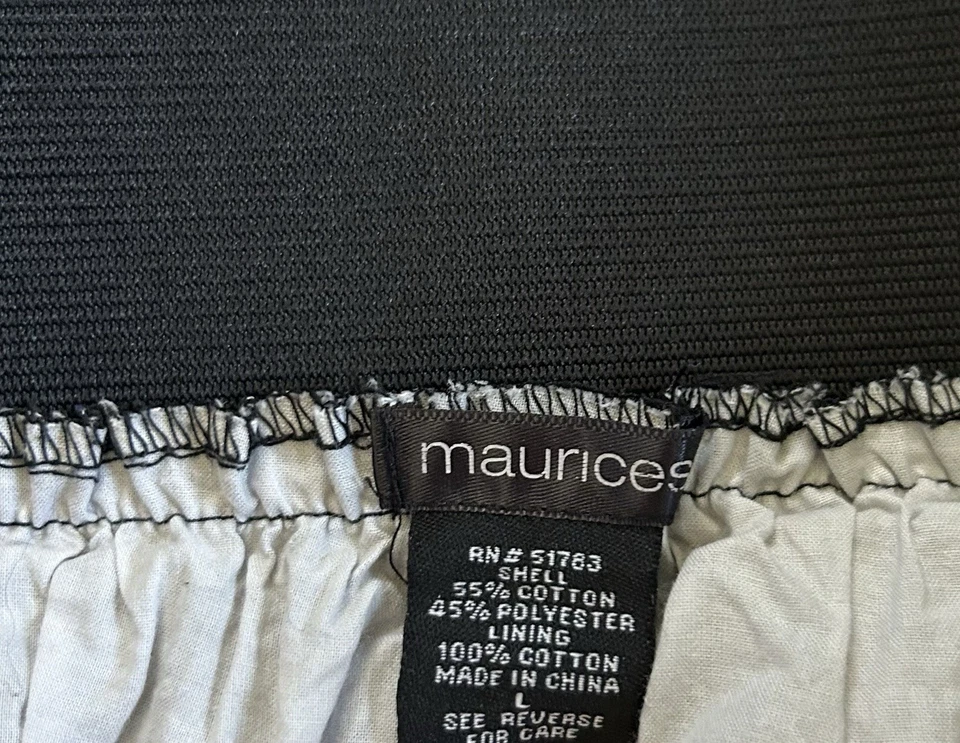 maurices
RN# 51783
SHELL
55% COTTON
45% POLYESTER
LINING
100% COTTON
MADE IN CHINA
L
SEE REVERSE
FOR CARE